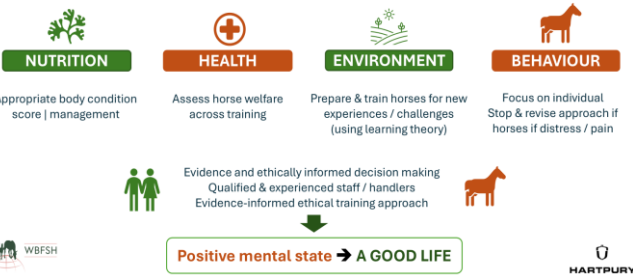 NUTRITION
HEALTH
ENVIRONMENT
BEHAVIOUR
appropriate body condition
score | management
Assess horse welfare
across training
Prepare & train horses for new
experiences / challenges
(using learning theory)
Focus on individual
Stop & revise approach if
horses if distress / pain
Evidence and ethically informed decision making
Qualified & experienced staff / handlers
Evidence-informed ethical training approach
Positive mental state ➔ A GOOD LIFE
WBFSH
HARTPURY